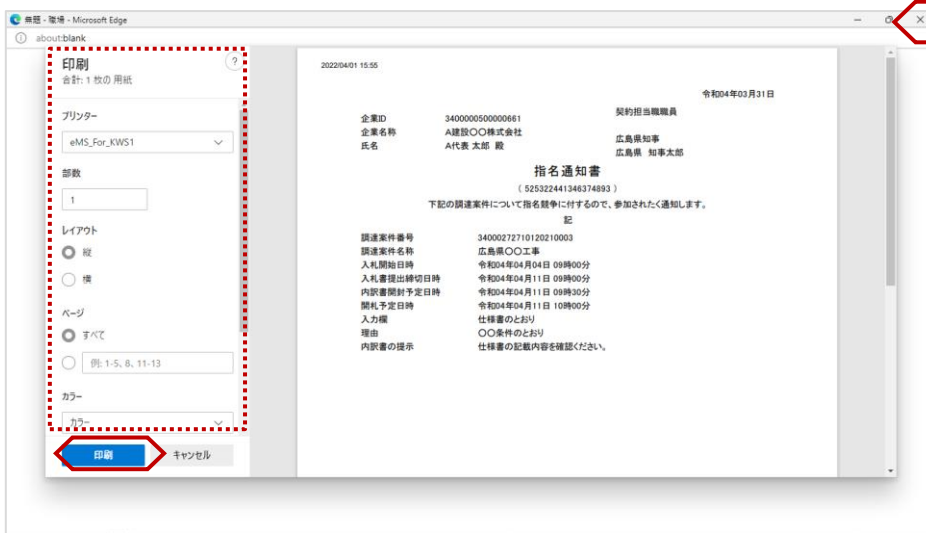 無題 - 職場 - Microsoft Edge
about:blank
印刷
?
合計: 1 枚の 用紙
プリンター
eMS_For_KWS1
部数
1
レイアウト
縦
横
ページ
すべて
例: 1-5、8、11-13
カラー
カラー
印刷
キャンセル
2022/04/01 15:55
令和04年03月31日
契約担当職職員
企業ID 3400000500000661
企業名称 A建設〇〇株式会社
広島県知事
氏名 A代表 太郎 殿
広島県 知事太郎
指名通知書
( 525322441346374893 )
下記の調達案件について指名競争に付するので、参加されたく通知します。
記
調達案件番号 34000272710120210003
調達案件名称 広島県〇〇工事
入札開始日時 令和04年04月04日 09時00分
入札書提出締切日時 令和04年04月11日 09時00分
内訳書開封予定日時 令和04年04月11日 09時30分
開札予定日時 令和04年04月11日 10時00分
入力欄 仕様書のとおり
理由 〇〇条件のとおり
内訳書の提示 仕様書の記載内容を確認ください。